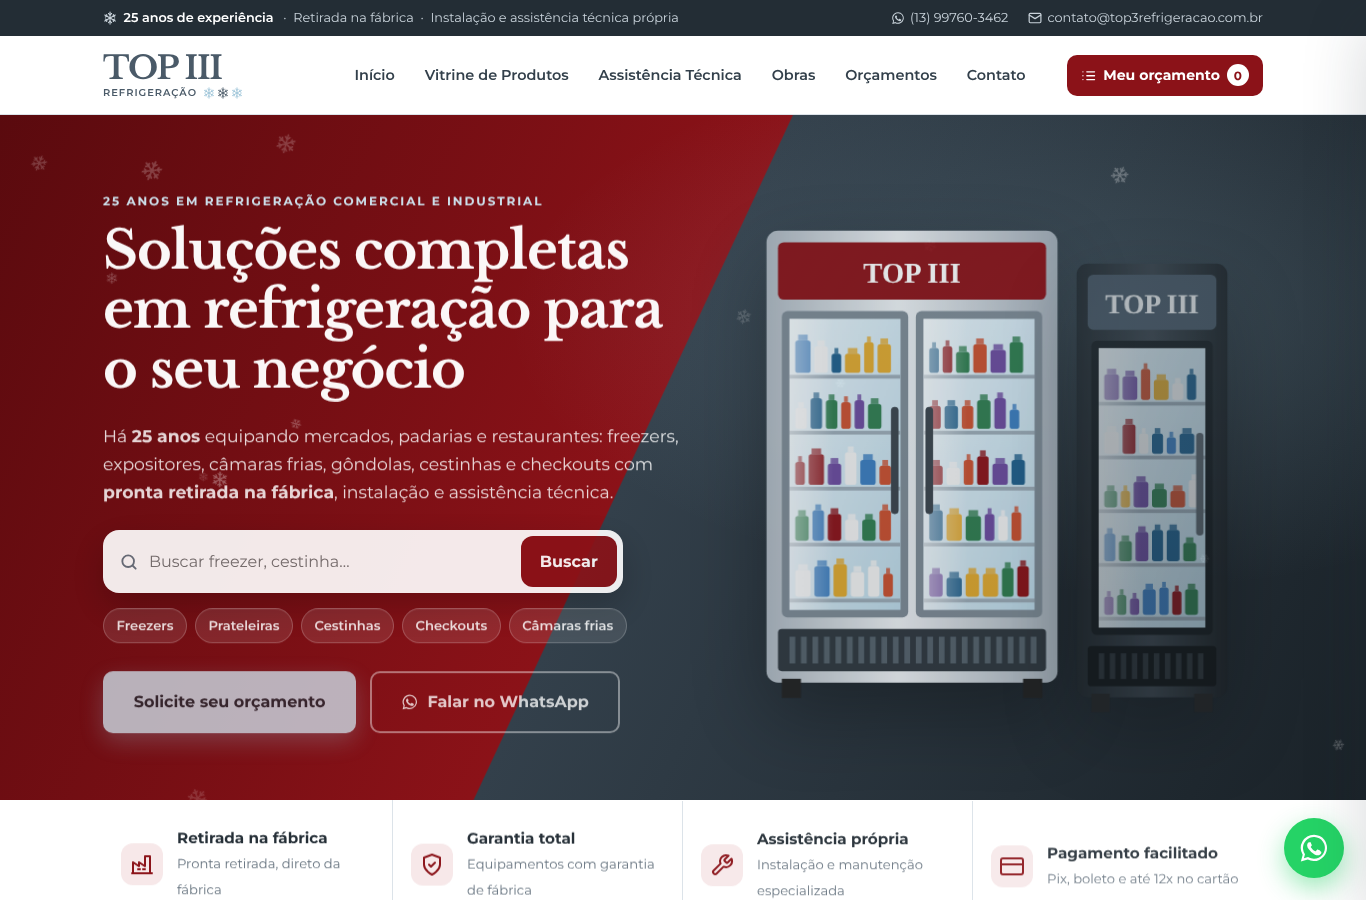 25 anos de experiência · Retirada na fábrica · Instalação e assistência técnica própria
(13) 99760-3462
contato@top3refrigeracao.com.br
TOP III
REFRIGERAÇÃO
Início
Vitrine de Produtos
Assistência Técnica
Obras
Orçamentos
Contato
Meu orçamento 0
25 ANOS EM REFRIGERAÇÃO COMERCIAL E INDUSTRIAL
Soluções completas
em refrigeração para
o seu negócio
Há 25 anos equipando mercados, padarias e restaurantes: freezers,
expositores, câmaras frias, gôndolas, cestinhas e checkouts com
pronta retirada na fábrica, instalação e assistência técnica.
Buscar freezer, cestinha...
Buscar
Freezers
Prateleiras
Cestinhas
Checkouts
Câmaras frias
Solicite seu orçamento
Falar no WhatsApp
TOP III
TOP III
Retirada na fábrica
Pronta retirada, direto da
fábrica
Garantia total
Equipamentos com garantia
de fábrica
Assistência própria
Instalação e manutenção
especializada
Pagamento facilitado
Pix, boleto e até 12x no cartão